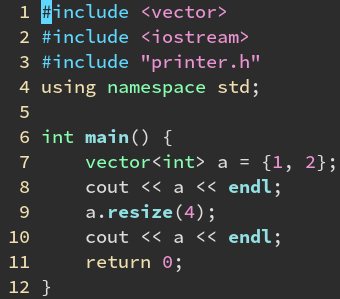 1 #include <vector>
2 #include <iostream>
3 #include "printer.h"
4 using namespace std;
5
6 int main() {
7     vector<int> a = {1, 2};
8     cout << a << endl;
9     a.resize(4);
10     cout << a << endl;
11     return 0;
12 }